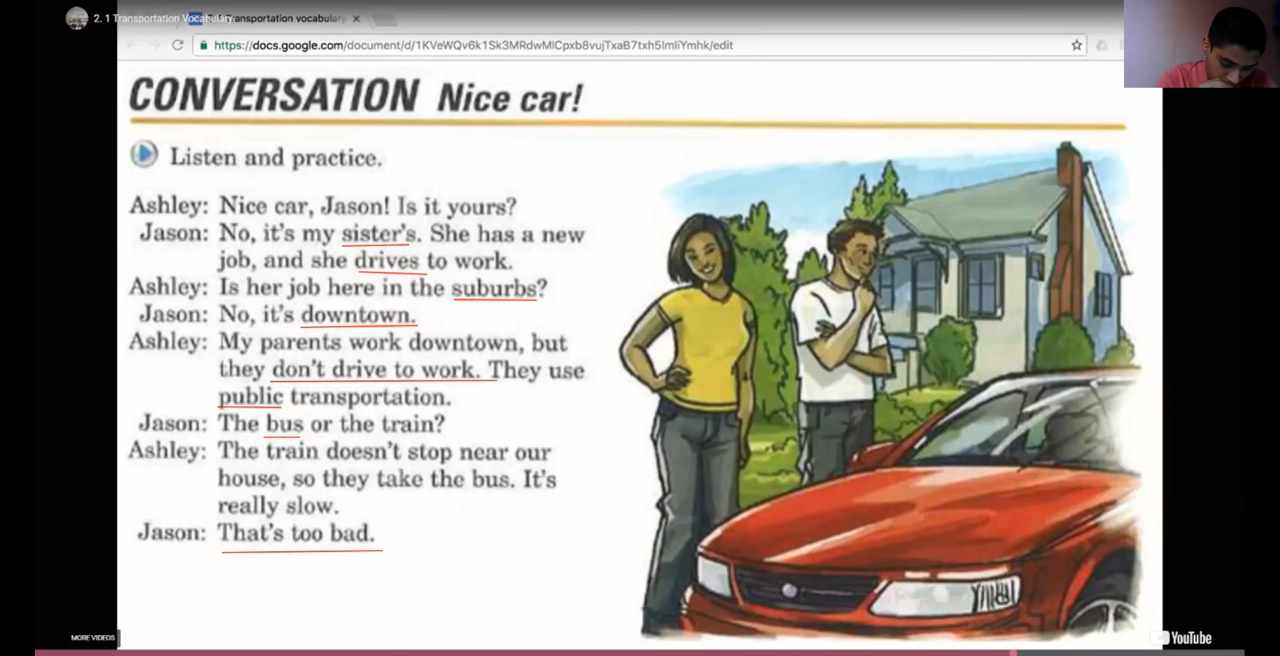 2. 1 Transportation Vocabulary
Transportation vocabulary
https://docs.google.com/document/d/1KVeWQv6k1Sk3MRdwMlCpxb8vujTxaB7txh5ImliYmhk/edit
CONVERSATION Nice car!
Listen and practice.
Ashley: Nice car, Jason! Is it yours?
Jason: No, it's my sister's. She has a new
job, and she drives to work.
Ashley: Is her job here in the suburbs?
Jason: No, it's downtown.
Ashley: My parents work downtown, but
they don't drive to work. They use
public transportation.
Jason: The bus or the train?
Ashley: The train doesn't stop near our
house, so they take the bus. It's
really slow.
Jason: That's too bad.
MORE VIDEOS
YouTube